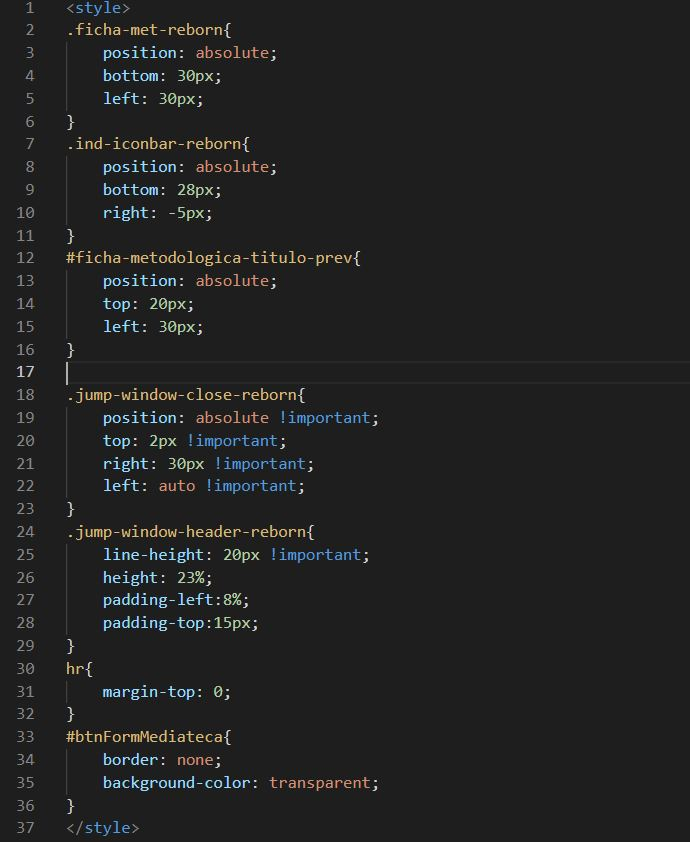 1 <style>
2 .ficha-met-reborn{
3 position: absolute;
4 bottom: 30px;
5 left: 30px;
6 }
7 .ind-iconbar-reborn{
8 position: absolute;
9 bottom: 28px;
10 right: -5px;
11 }
12 #ficha-metodologica-titulo-prev{
13 position: absolute;
14 top: 20px;
15 left: 30px;
16 }
17
18 .jump-window-close-reborn{
19 position: absolute !important;
20 top: 2px !important;
21 right: 30px !important;
22 left: auto !important;
23 }
24 .jump-window-header-reborn{
25 line-height: 20px !important;
26 height: 23%;
27 padding-left:8%;
28 padding-top:15px;
29 }
30 hr{
31 margin-top: 0;
32 }
33 #btnFormMediateca{
34 border: none;
35 background-color: transparent;
36 }
37 </style>